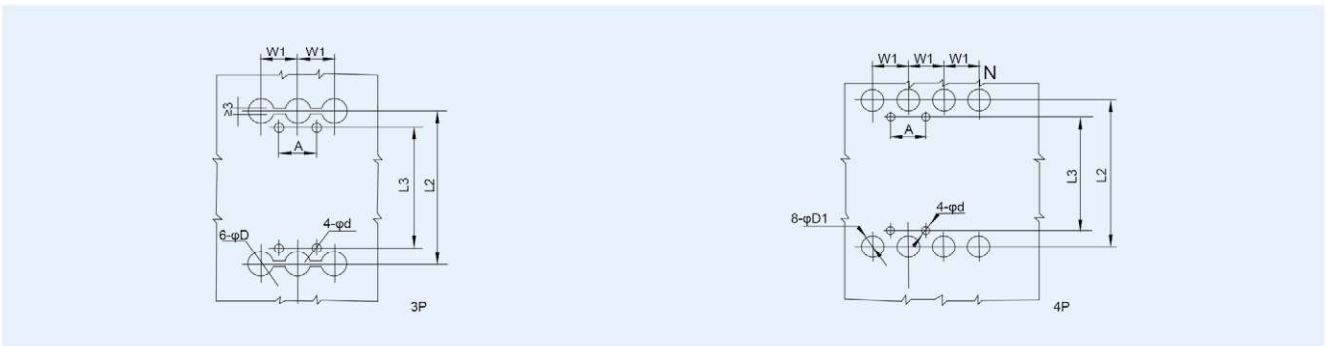 W1 W1
≥3
A
L3
L2
6-φD
4-φd
3P
W1 W1 W1
N
A
L3
L2
8-φD1
4-φd
4P